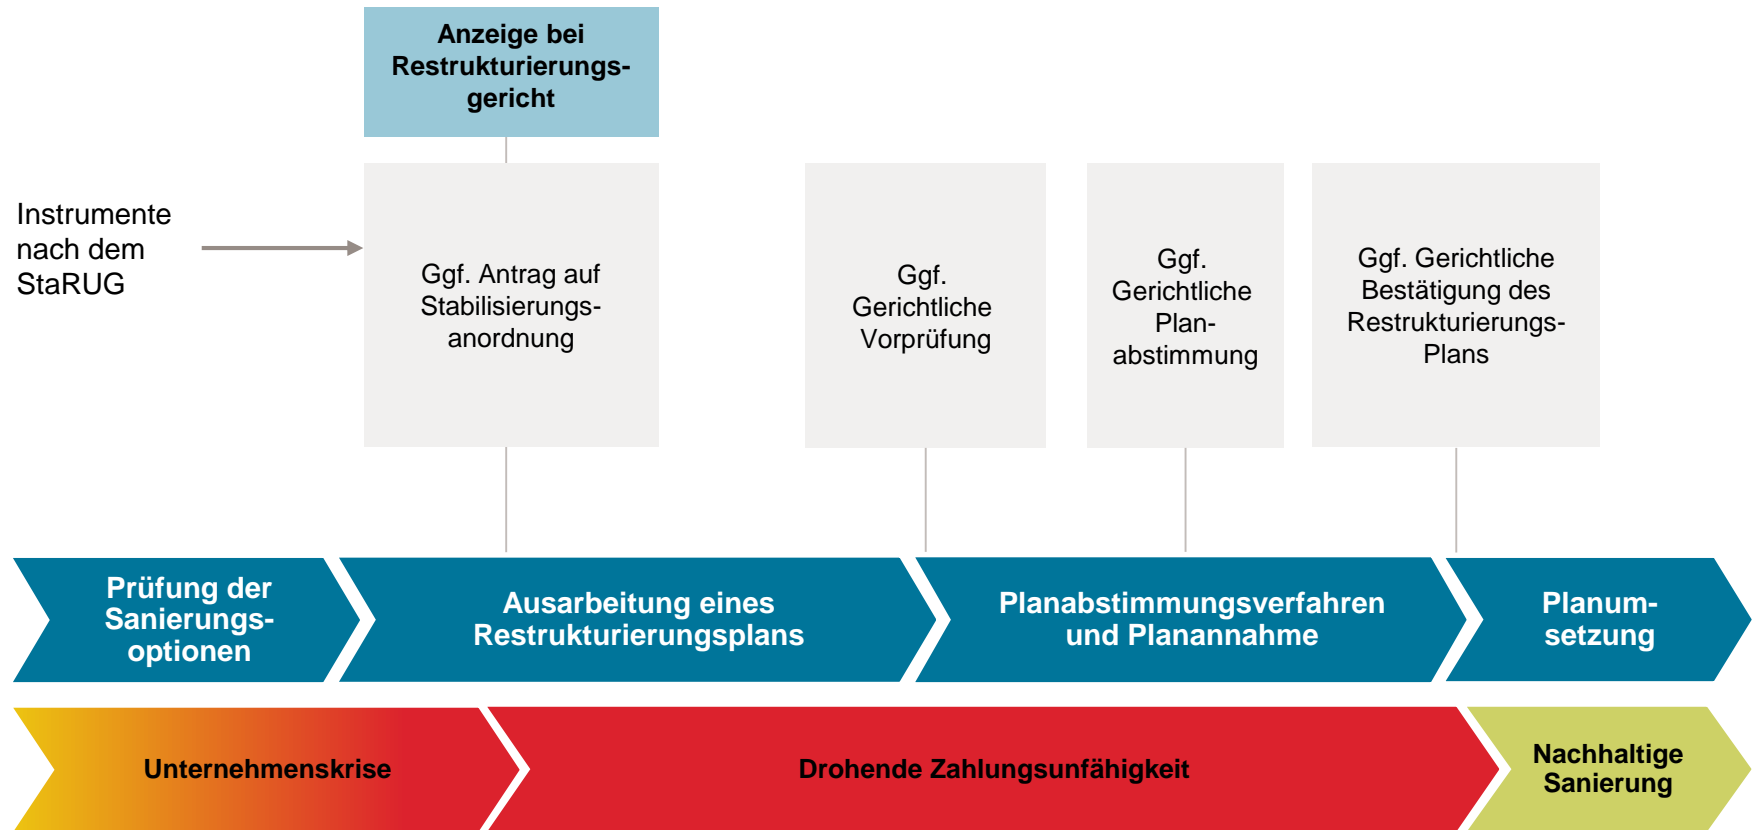 Anzeige bei
Restrukturierungs-
gericht
Instrumente
nach dem
StaRUG
Ggf. Antrag auf
Stabilisierungs-
anordnung
Ggf.
Gerichtliche
Vorprüfung
Ggf.
Gerichtliche
Plan-
abstimmung
Ggf. Gerichtliche
Bestätigung des
Restrukturierungs-
Plans
Prüfung der
Sanierungs-
optionen
Ausarbeitung eines
Restrukturierungsplans
Planabstimmungsverfahren
und Planannahme
Planum-
setzung
Unternehmenskrise
Drohende Zahlungsunfähigkeit
Nachhaltige
Sanierung